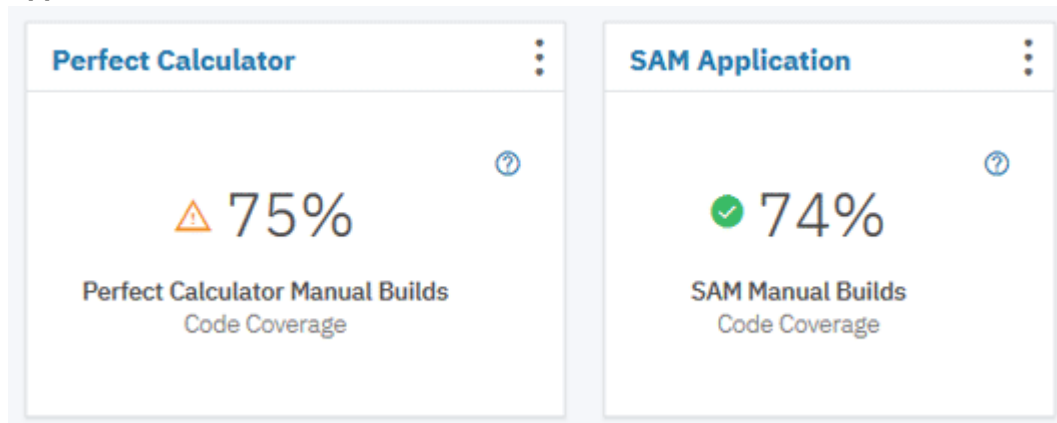 Perfect Calculator
SAM Application
75%
Perfect Calculator Manual Builds
Code Coverage
74%
SAM Manual Builds
Code Coverage